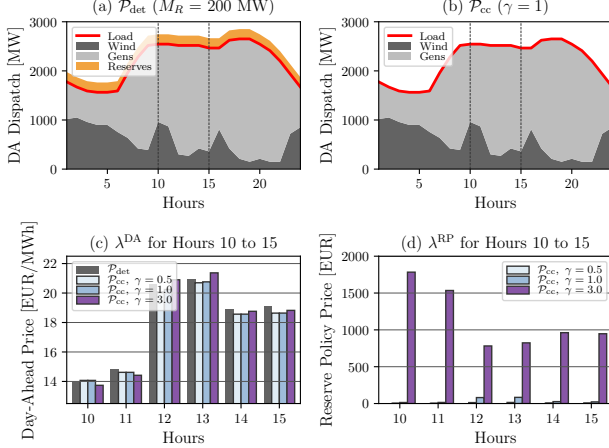 (a) 𝒫det (M_R = 200 MW)
DA Dispatch [MW]
3000
2000
1000
0
Load
Wind
Gens
Reserves
5 10 15 20
Hours
(b) 𝒫cc (γ = 1)
DA Dispatch [MW]
3000
2000
1000
0
Load
Wind
Gens
5 10 15 20
Hours
(c) λ^DA for Hours 10 to 15
Day-Ahead Price [EUR/MWh]
22
20
18
16
14
𝒫det
𝒫cc, γ = 0.5
𝒫cc, γ = 1.0
𝒫cc, γ = 3.0
10 11 12 13 14 15
Hours
(d) λ^RP for Hours 10 to 15
Reserve Policy Price [EUR]
2000
1500
1000
500
0
𝒫cc, γ = 0.5
𝒫cc, γ = 1.0
𝒫cc, γ = 3.0
10 11 12 13 14 15
Hours